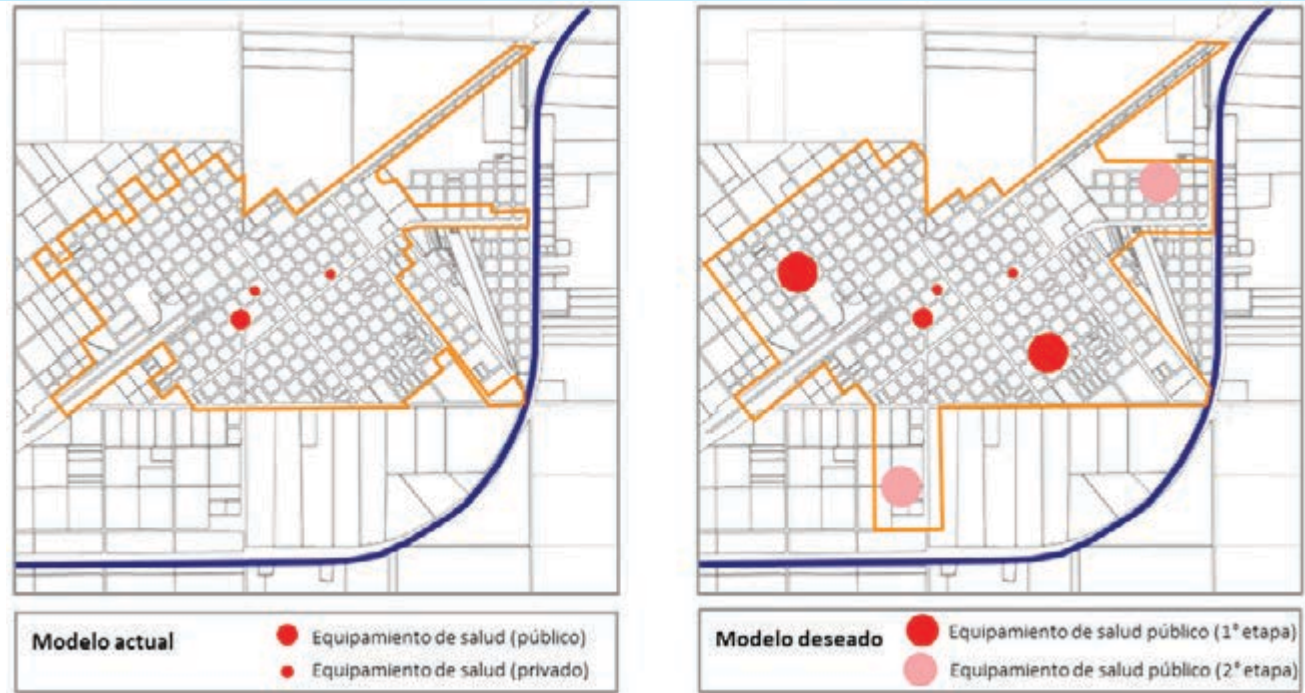 Modelo actual
Equipamiento de salud (público)
Equipamiento de salud (privado)
Modelo deseado
Equipamiento de salud público (1° etapa)
Equipamiento de salud público (2° etapa)